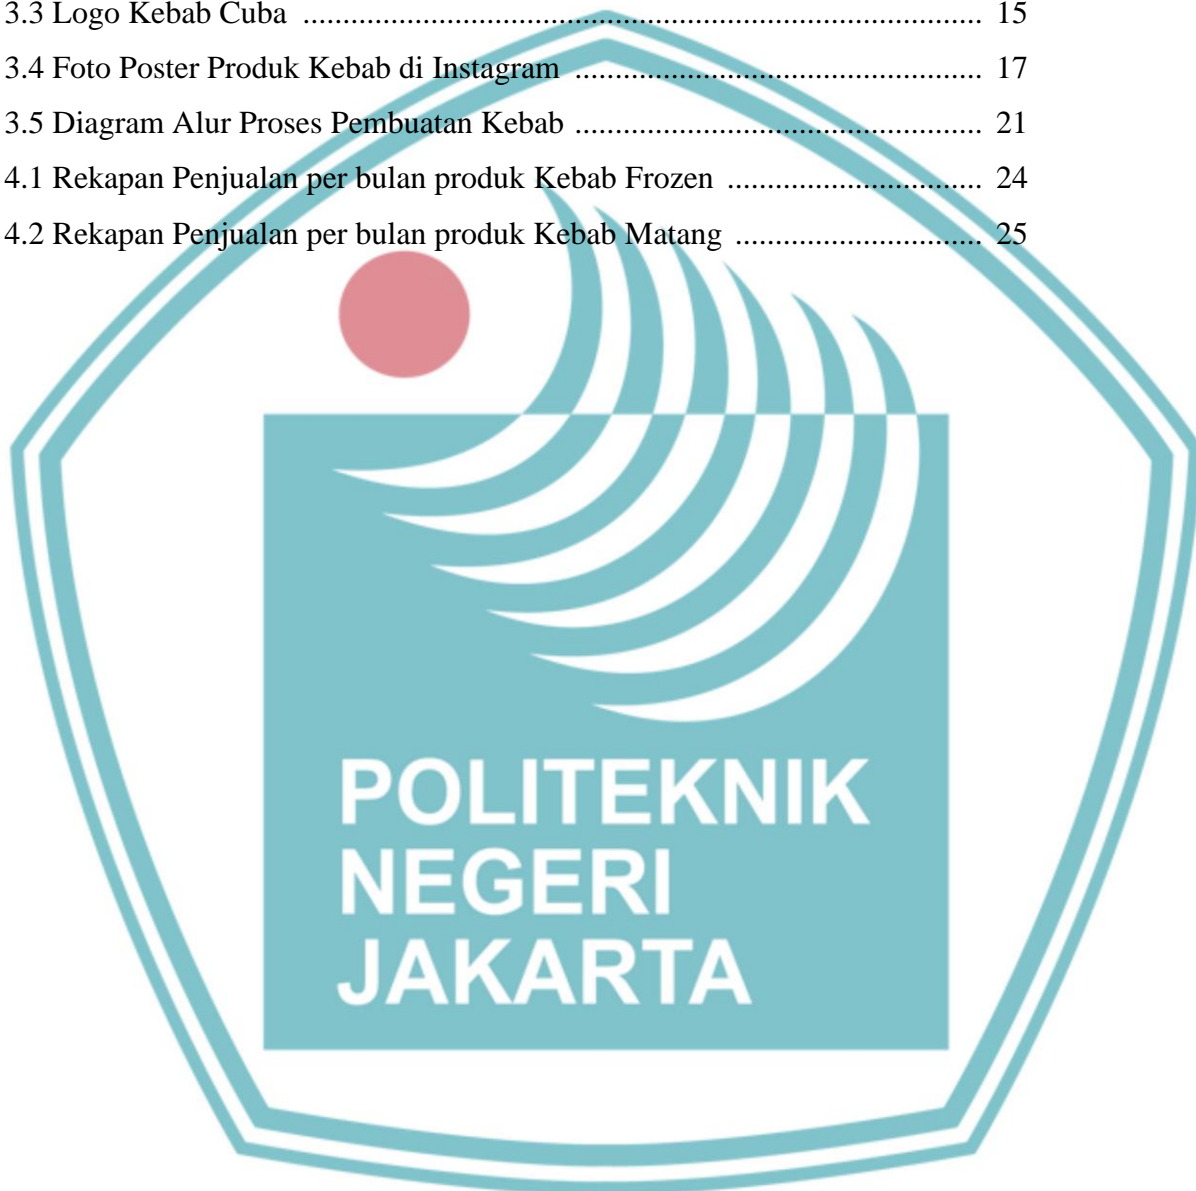 3.3 Logo Kebab Cuba ..................................................................................... 15
3.4 Foto Poster Produk Kebab di Instagram ................................................... 17
3.5 Diagram Alur Proses Pembuatan Kebab ................................................... 21
4.1 Rekapan Penjualan per bulan produk Kebab Frozen ................................ 24
4.2 Rekapan Penjualan per bulan produk Kebab Matang ............................... 25
POLITEKNIK
NEGERI
JAKARTA